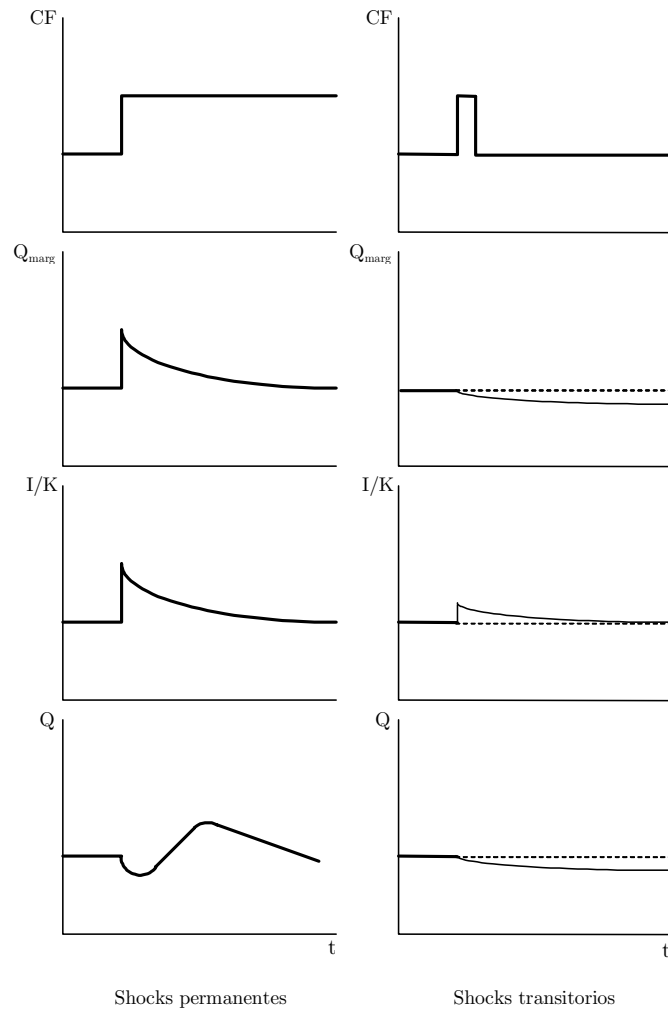 CF
CF
Q_marg
Q_marg
I/K
I/K
Q
Q
t
t
Shocks permanentes
Shocks transitorios